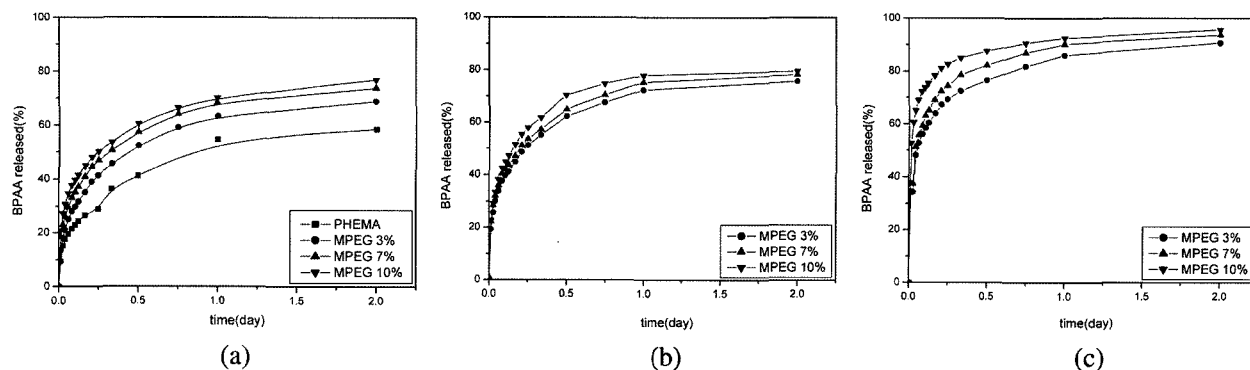 100
80
60
40
20
0
BPAA released(%)
0.0 0.5 1.0 1.5 2.0
time(day)
PHEMA
MPEG 3%
MPEG 7%
MPEG 10%
(a)
100
80
60
40
20
0
BPAA released(%)
0.0 0.5 1.0 1.5 2.0
time(day)
MPEG 3%
MPEG 7%
MPEG 10%
(b)
100
80
60
40
20
0
BPAA released(%)
0.0 0.5 1.0 1.5 2.0
time(day)
MPEG 3%
MPEG 7%
MPEG 10%
(c)